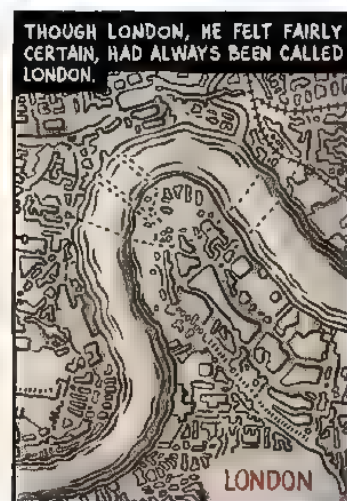 THOUGH LONDON, HE FELT FAIRLY
CERTAIN, HAD ALWAYS BEEN CALLED
LONDON.
LONDON